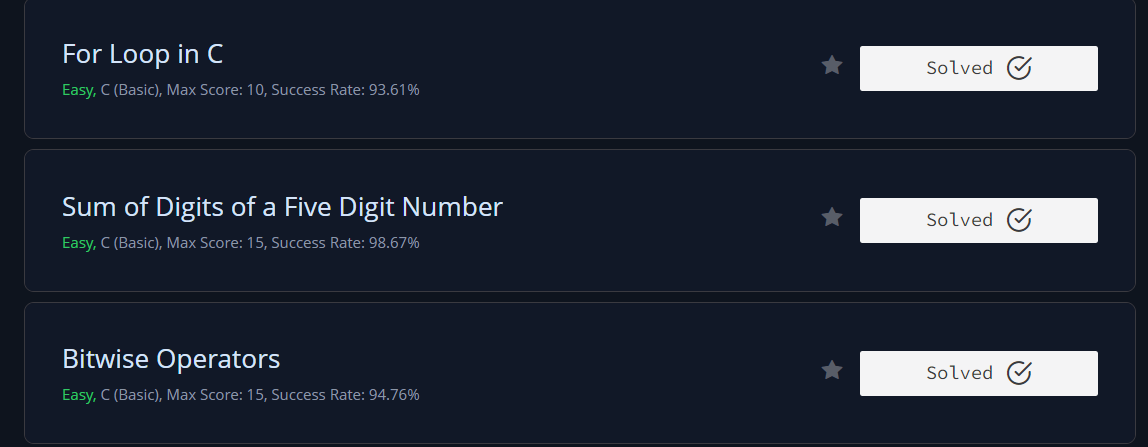 For Loop in C
Easy, C (Basic), Max Score: 10, Success Rate: 93.61%
Solved
Sum of Digits of a Five Digit Number
Easy, C (Basic), Max Score: 15, Success Rate: 98.67%
Solved
Bitwise Operators
Easy, C (Basic), Max Score: 15, Success Rate: 94.76%
Solved